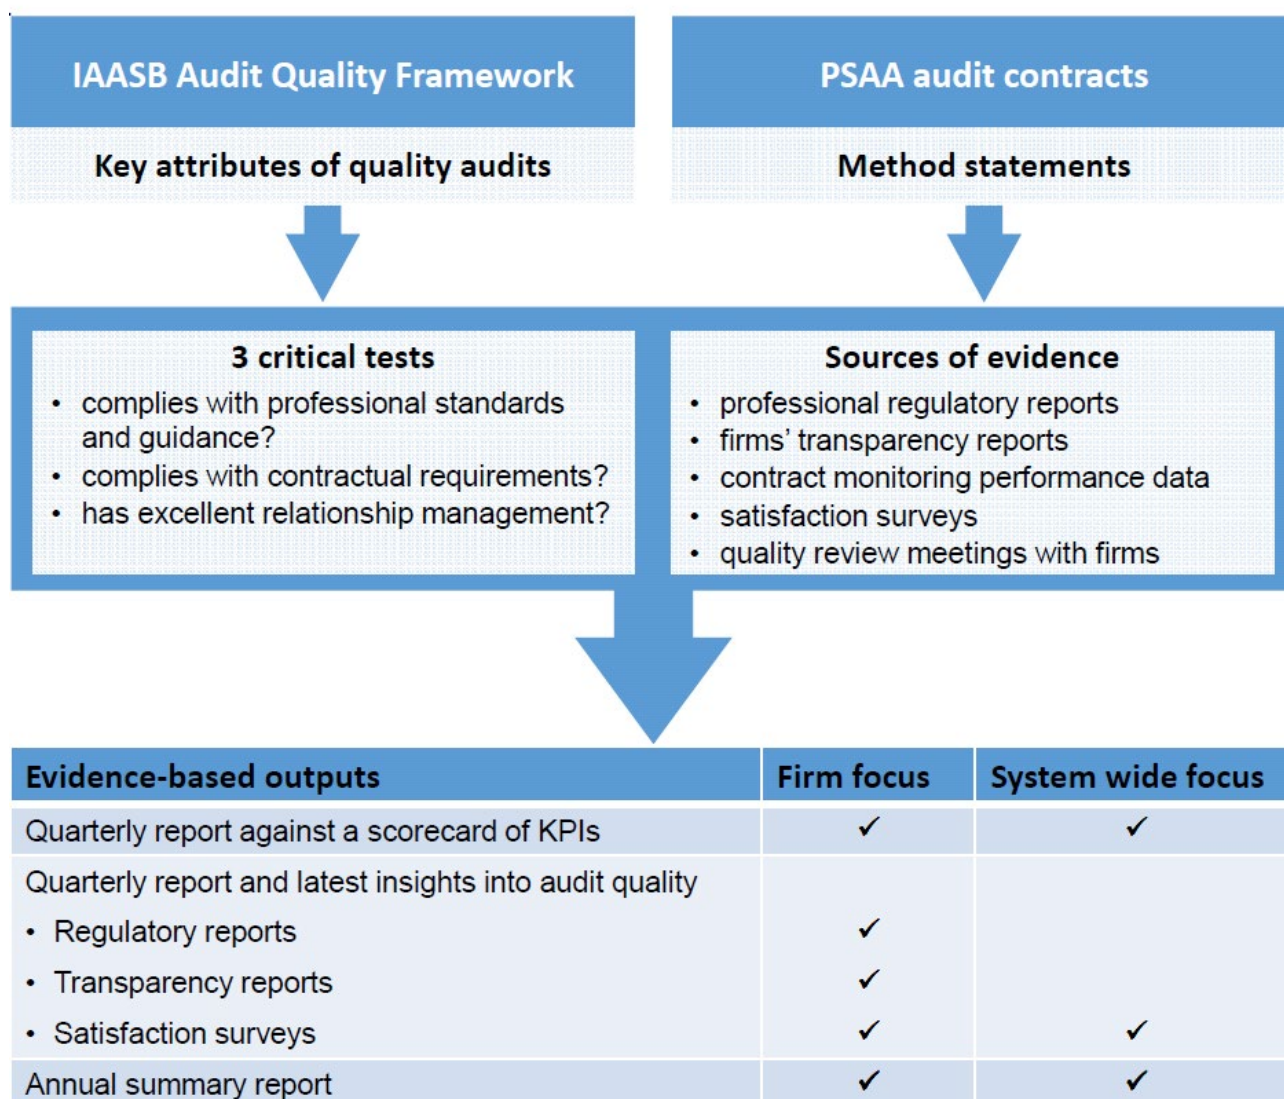 IAASB Audit Quality Framework
Key attributes of quality audits
PSAA audit contracts
Method statements
3 critical tests
• complies with professional standards
and guidance?
• complies with contractual requirements?
• has excellent relationship management?
Sources of evidence
• professional regulatory reports
• firms’ transparency reports
• contract monitoring performance data
• satisfaction surveys
• quality review meetings with firms
Evidence-based outputs Firm focus System wide focus
Quarterly report against a scorecard of KPIs ✓ ✓
Quarterly report and latest insights into audit quality
• Regulatory reports ✓
• Transparency reports ✓
• Satisfaction surveys ✓ ✓
Annual summary report ✓ ✓